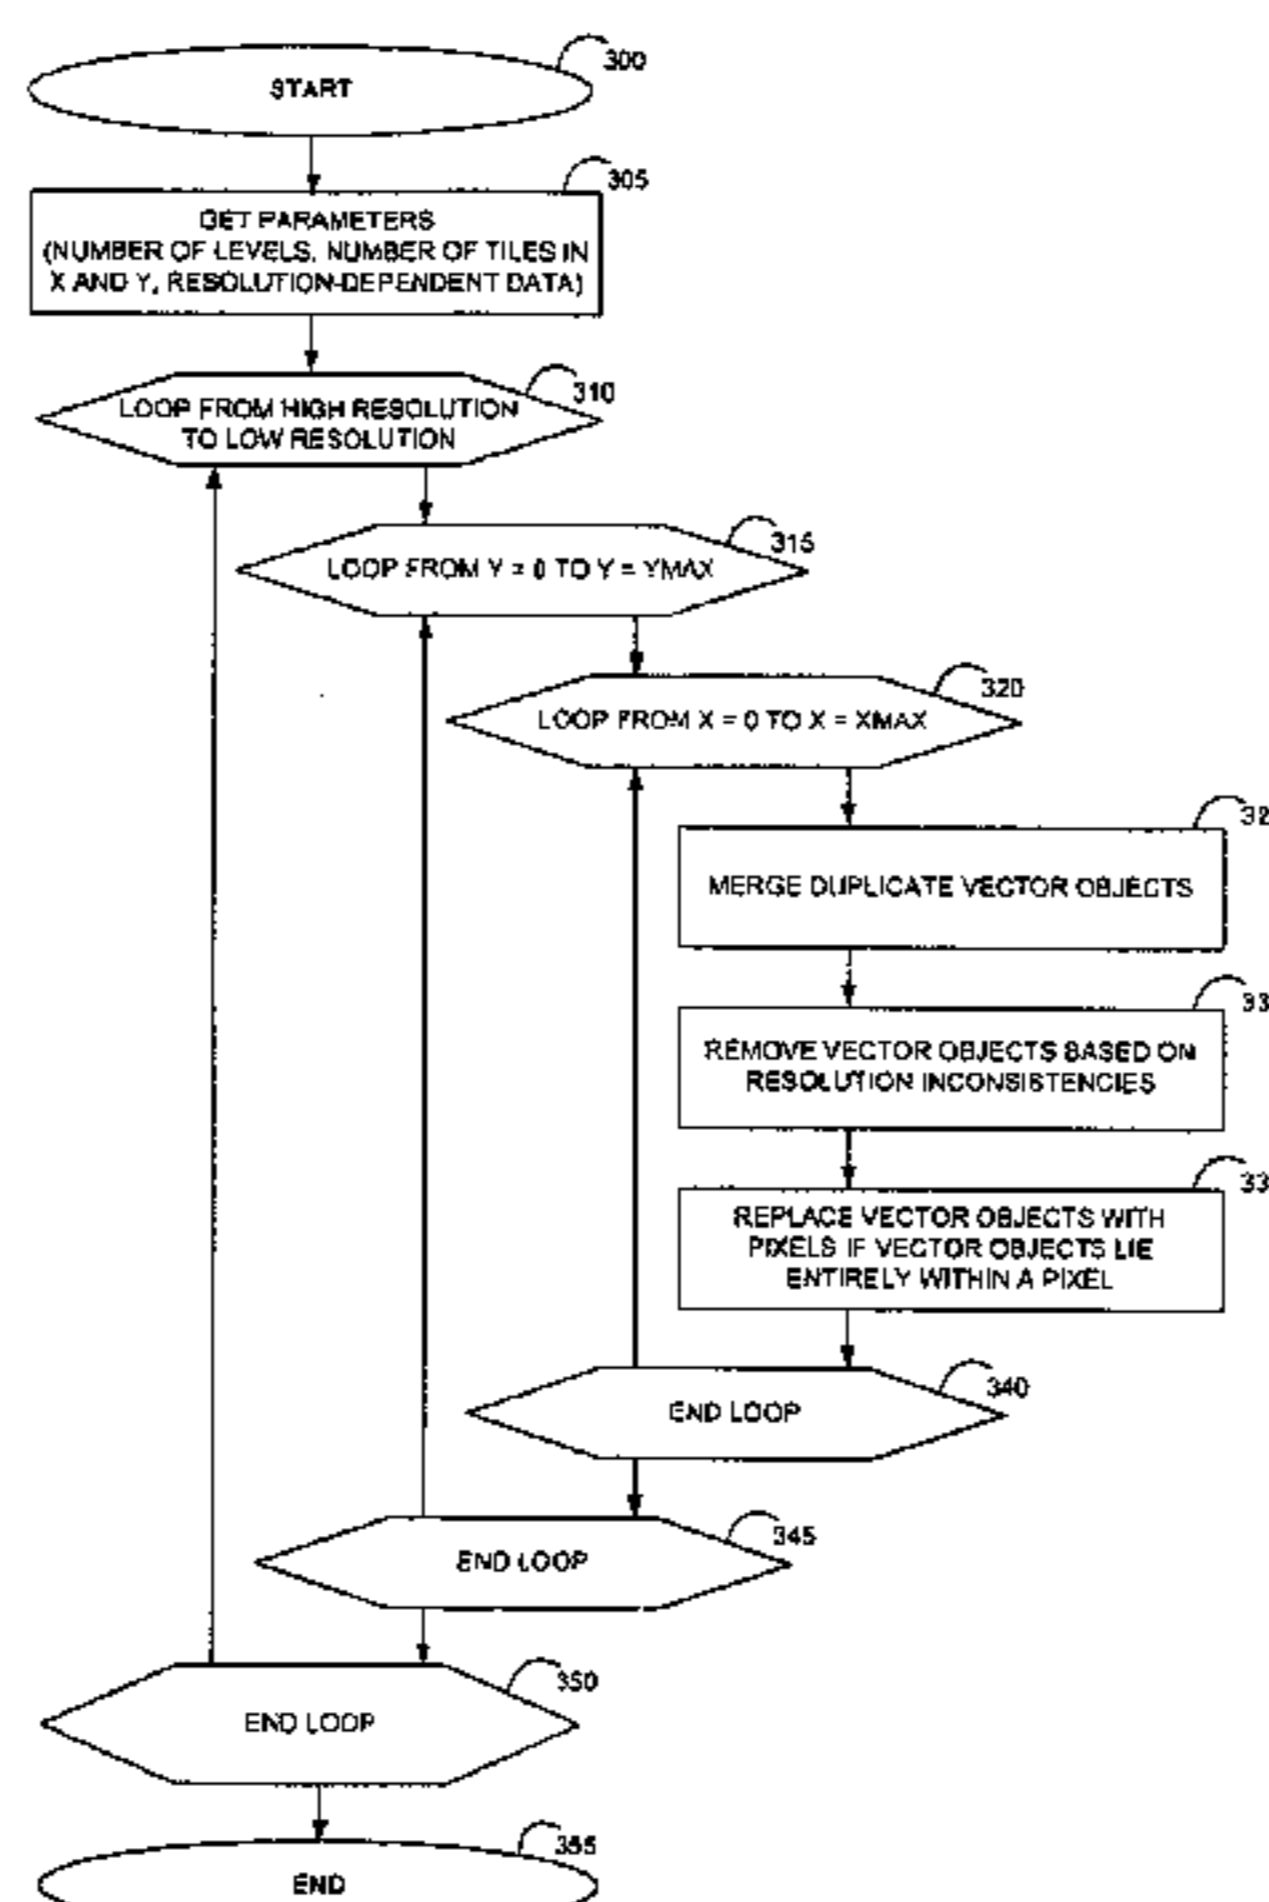 START
300
305
GET PARAMETERS
(NUMBER OF LEVELS, NUMBER OF TILES IN
X AND Y, RESOLUTION-DEPENDENT DATA)
310
LOOP FROM HIGH RESOLUTION
TO LOW RESOLUTION
315
LOOP FROM Y = 0 TO Y = YMAX
320
LOOP FROM X = 0 TO X = XMAX
32
MERGE DUPLICATE VECTOR OBJECTS
33
REMOVE VECTOR OBJECTS BASED ON
RESOLUTION INCONSISTENCIES
33
REPLACE VECTOR OBJECTS WITH
PIXELS IF VECTOR OBJECTS LIE
ENTIRELY WITHIN A PIXEL
340
END LOOP
345
END LOOP
350
END LOOP
355
END